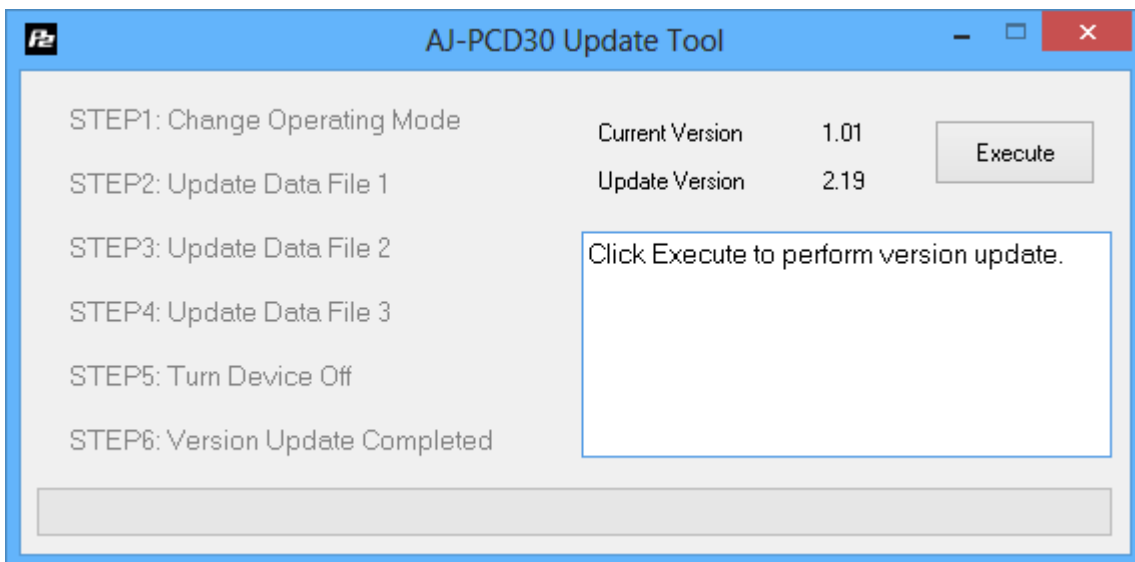 P2
AJ-PCD30 Update Tool
STEP1: Change Operating Mode
STEP2: Update Data File 1
STEP3: Update Data File 2
STEP4: Update Data File 3
STEP5: Turn Device Off
STEP6: Version Update Completed
Current Version 1.01
Update Version 2.19
Execute
Click Execute to perform version update.